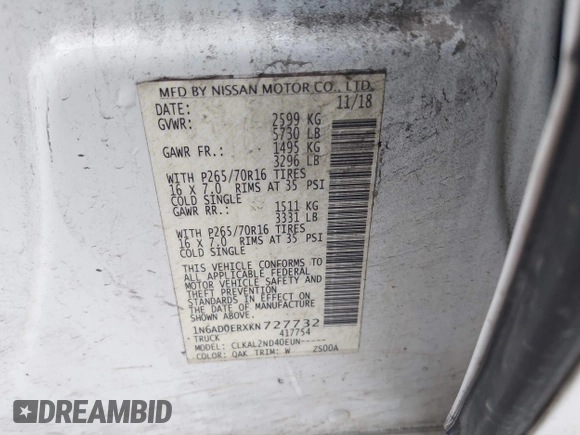 MFD BY NISSAN MOTOR CO., LTD.
DATE: 11/18
GVWR: 2599 KG
5730 LB
GAWR FR.: 1495 KG
3296 LB
WITH P265/70R16 TIRES
16 X 7.0 RIMS AT 35 PSI
COLD SINGLE
GAWR RR.: 1511 KG
3331 LB
WITH P265/70R16 TIRES
16 X 7.0 RIMS AT 35 PSI
COLD SINGLE
THIS VEHICLE CONFORMS TO
ALL APPLICABLE FEDERAL
MOTOR VEHICLE SAFETY AND
THEFT PREVENTION
STANDARDS IN EFFECT ON
THE DATE OF MANUFACTURE
SHOWN ABOVE.
1N6AD0ERXKN727732
TRUCK 417754
MODEL: CLKAL2ND40EUN-----
COLOR: QAK TRIM: W ZS00A
DREAMBID